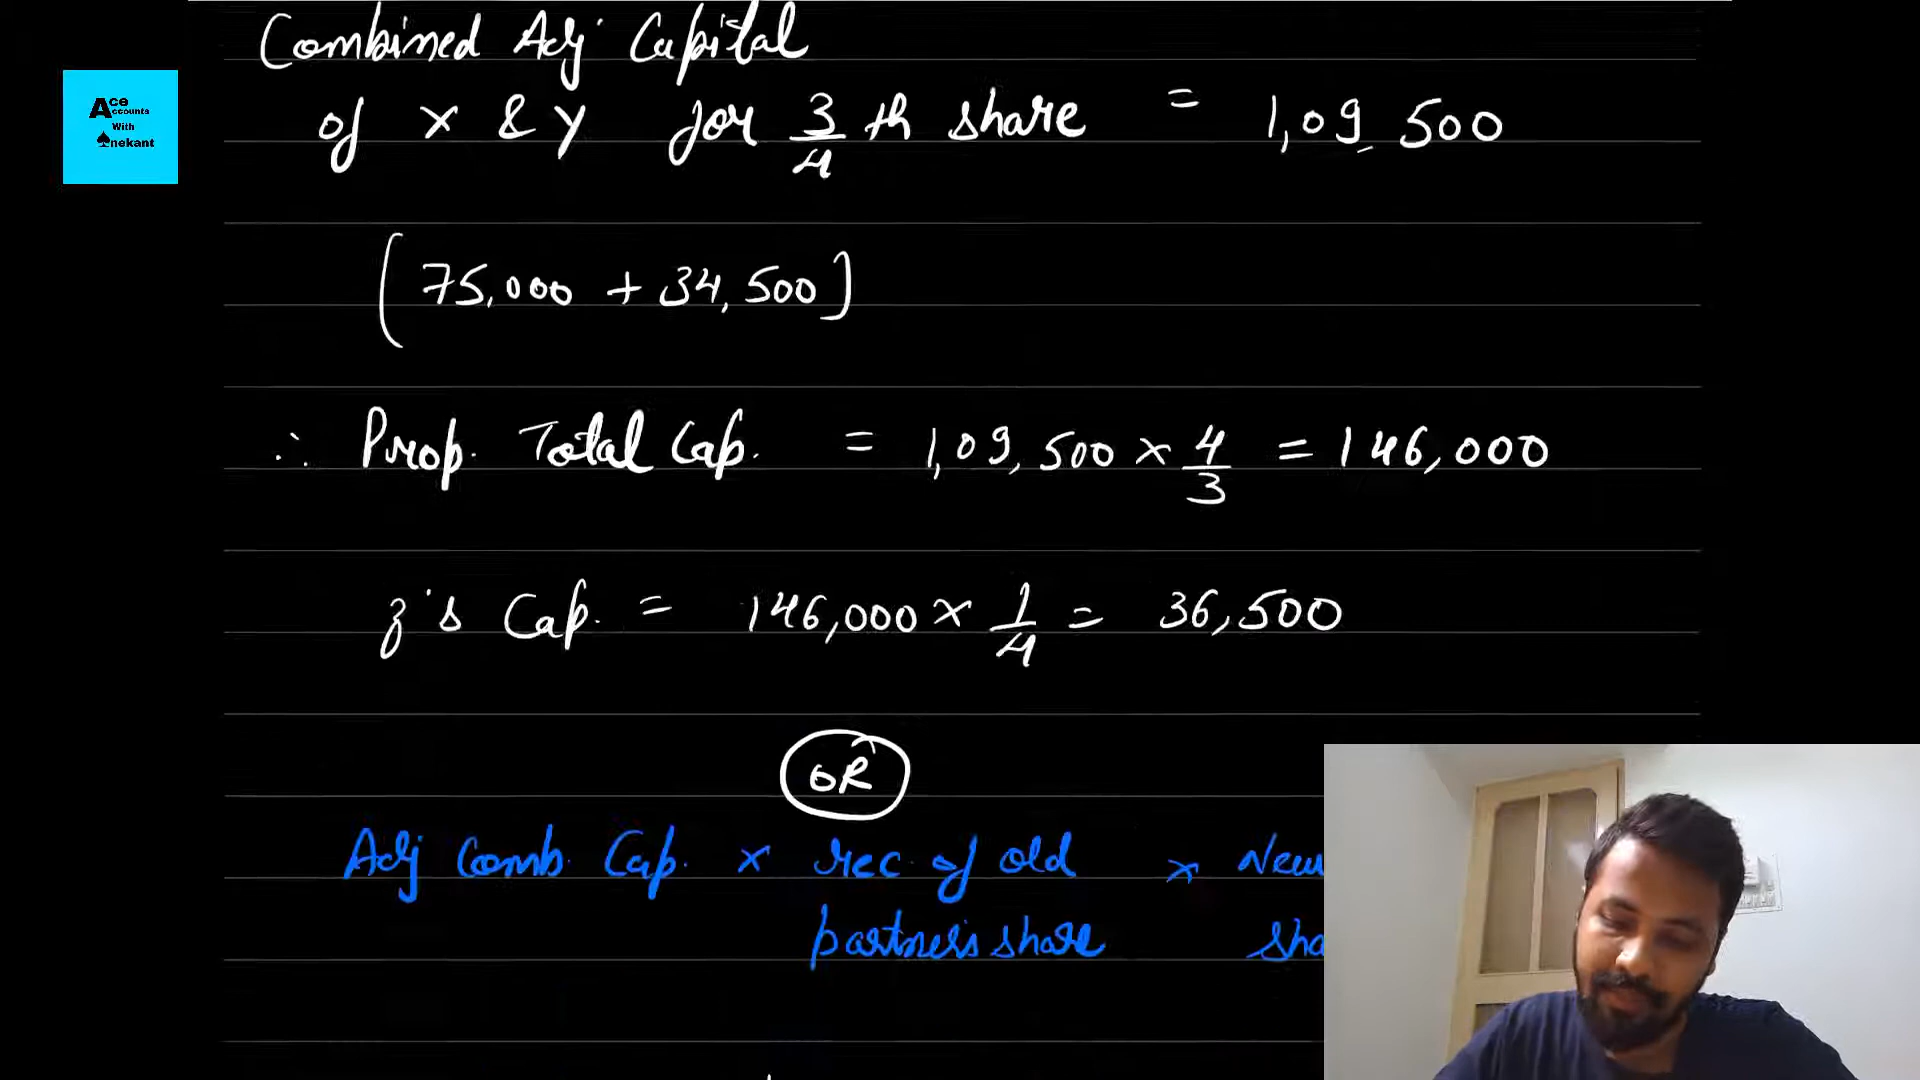 Combined Adj Capital
of X & Y for 3/4 th share = 1,09,500
Ace
Accounts
With
Anekant
(75,000 + 34,500)
∴ Prop. Total Cap. = 1,09,500 × 4/3 = 146,000
z's Cap. = 146,000 × 1/4 = 36,500
OR
Adj Comb. Cap. × rec. of old × New
partner's share sha